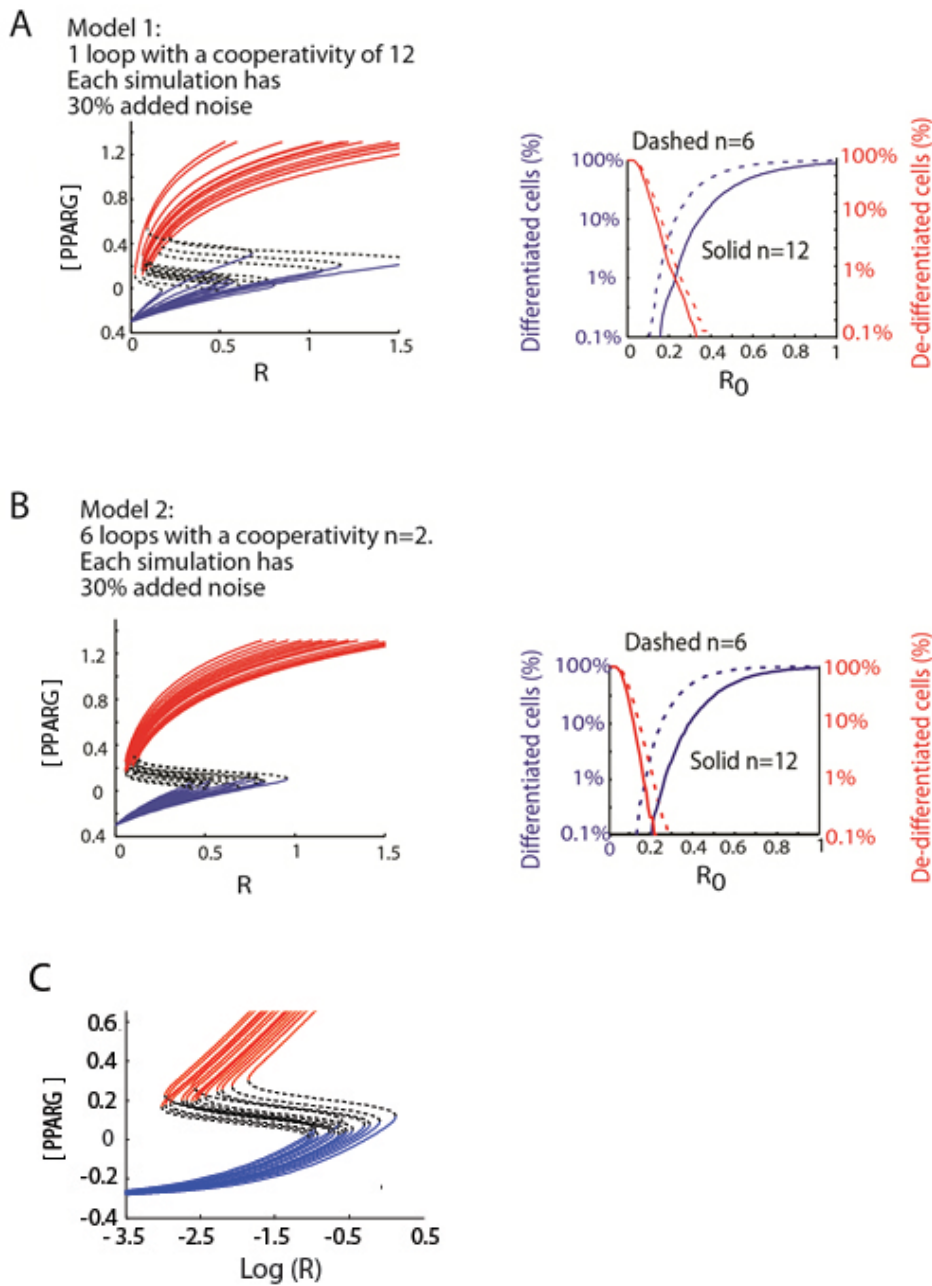 A
Model 1:
1 loop with a cooperativity of 12
Each simulation has
30% added noise
[ PPARG ]
1.2
0.8
0.4
0
0.4
0
0.5
1
1.5
R
Differentiated cells (%)
100%
10%
1%
0.1%
Dashed n=6
Solid n=12
100%
10%
1%
0.1%
De-differentiated cells (%)
0 0.2 0.4 0.6 0.8 1
R0
B
Model 2:
6 loops with a cooperativity n=2.
Each simulation has
30% added noise
[ PPARG ]
1.2
0.8
0.4
0
0.4
0 0.5 1 1.5
R
Differentiated cells (%)
100%
10%
1%
0.1%
Dashed n=6
Solid n=12
100%
10%
1%
0.1%
De-differentiated cells (%)
0 0.2 0.4 0.6 0.8 1
R0
C
[ PPARG ]
0.6
0.4
0.2
0
-0.2
-0.4
-3.5 -2.5 -1.5 -0.5 0.5
Log (R)